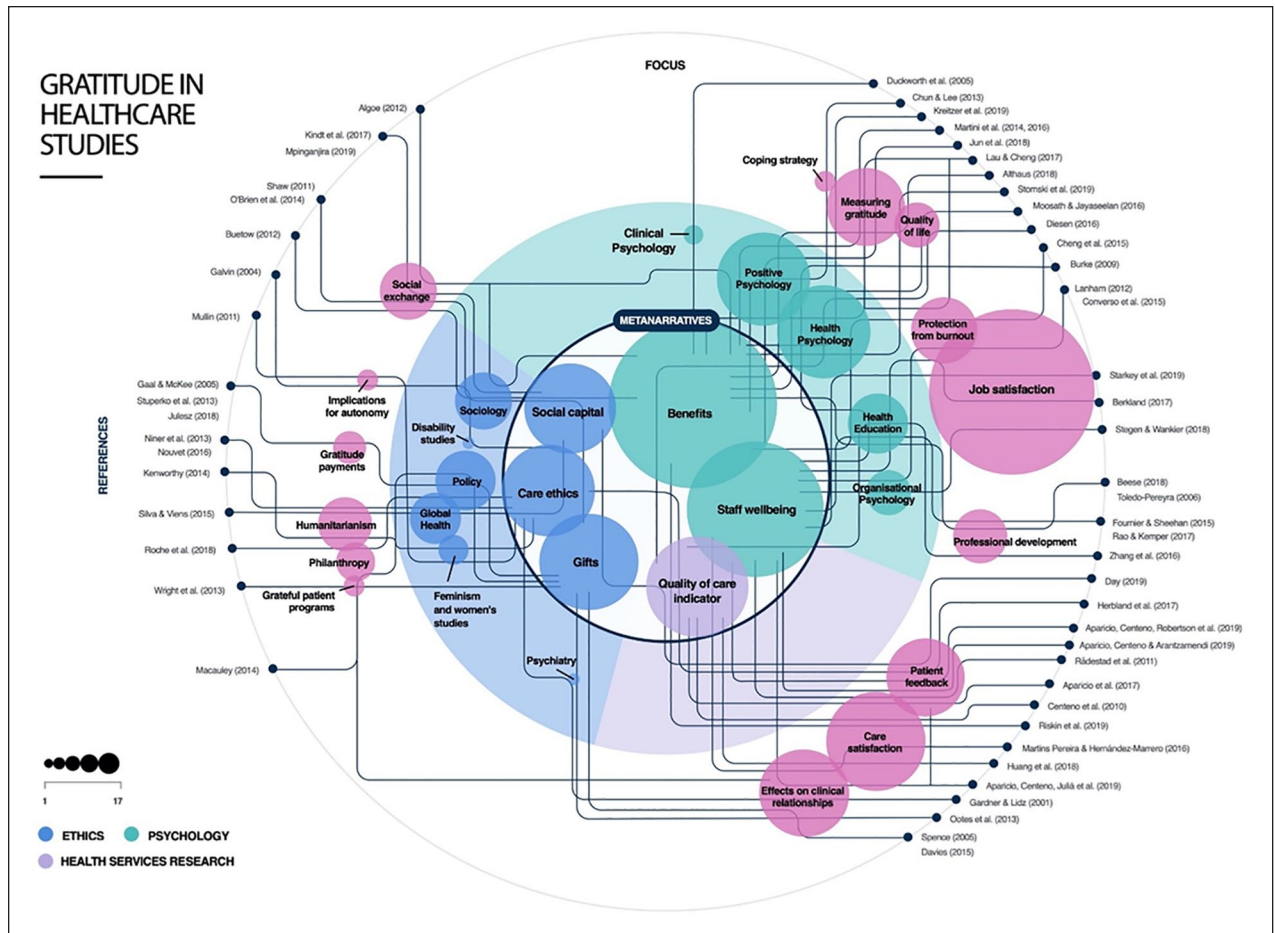 GRATITUDE IN
HEALTHCARE
STUDIES
FOCUS
REFERENCES
Algoe (2012)
Kindt et al. (2017)
Mpinganjira (2019)
Shaw (2011)
O'Brien et al. (2014)
Buetow (2012)
Galvin (2004)
Mullin (2011)
Gaal & McKee (2005)
Stuperko et al. (2013)
Julesz (2018)
Niner et al. (2013)
Nouvet (2016)
Kenworthy (2014)
Silva & Viens (2015)
Roche et al. (2018)
Wright et al. (2013)
Macauley (2014)
Social
exchange
Implications
for autonomy
Gratitude
payments
Humanitarianism
Philanthropy
Grateful patient
programs
Clinical
Psychology
Positive
Psychology
Health
Psychology
Health
Education
Organisational
Psychology
Sociology
Disability
studies
Policy
Global
Health
Feminism
and women's
studies
Psychiatry
METANARRATIVES
Social capital
Benefits
Care ethics
Staff wellbeing
Gifts
Quality of care
indicator
Coping strategy
Measuring
gratitude
Quality
of life
Protection
from burnout
Job satisfaction
Professional development
Patient
feedback
Care
satisfaction
Effects on clinical
relationships
Duckworth et al. (2005)
Chun & Lee (2013)
Kreitzer et al. (2019)
Martini et al. (2014, 2016)
Jun et al. (2018)
Lau & Cheng (2017)
Althaus (2018)
Stomski et al. (2019)
Moosath & Jayaseelan (2016)
Diesen (2016)
Cheng et al. (2015)
Burke (2009)
Lanham (2012)
Converso et al. (2015)
Starkey et al. (2019)
Berkland (2017)
Stegen & Wankier (2018)
Beese (2018)
Toledo-Pereyra (2006)
Fournier & Sheehan (2015)
Rao & Kemper (2017)
Zhang et al. (2016)
Day (2019)
Herbland et al. (2017)
Aparicio, Centeno, Robertson et al. (2019)
Aparicio, Centeno & Arantzamendi (2019)
Rådestad et al. (2011)
Aparicio et al. (2017)
Centeno et al. (2010)
Riskin et al. (2019)
Martins Pereira & Hernández-Marrero (2016)
Huang et al. (2018)
Aparicio, Centeno, Juliá et al. (2019)
Gardner & Lidz (2001)
Ootes et al. (2013)
Spence (2005)
Davies (2015)
1 17
ETHICS PSYCHOLOGY
HEALTH SERVICES RESEARCH